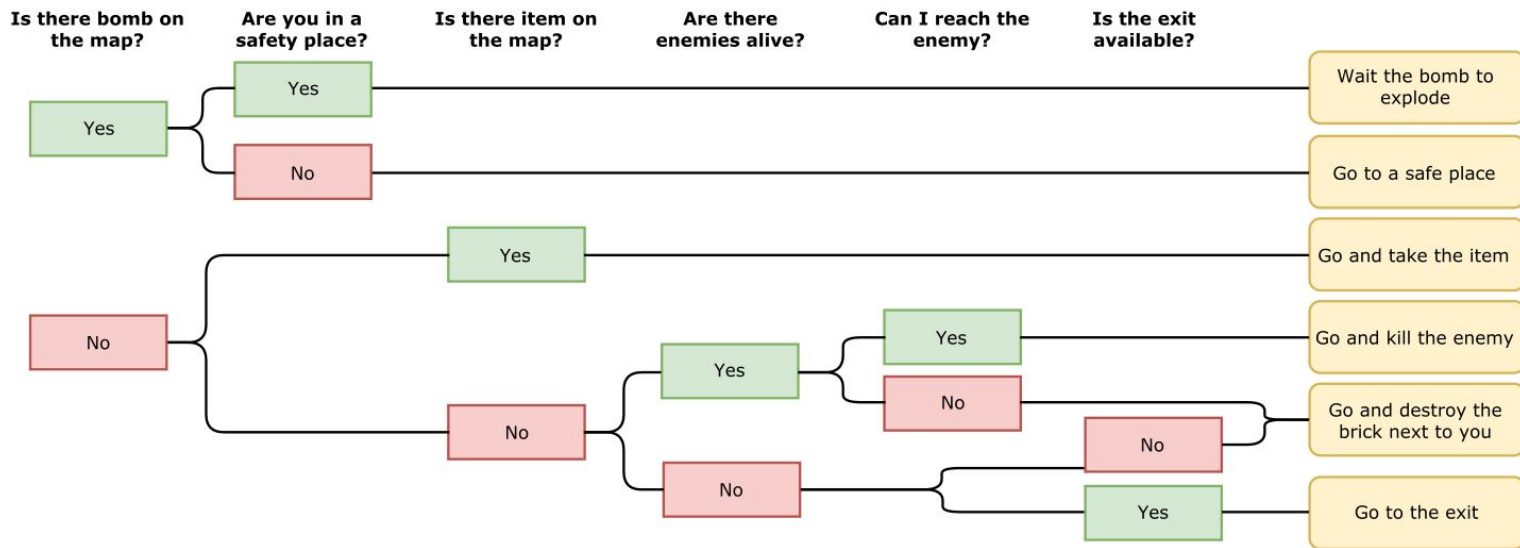 Is there bomb on
the map?
Are you in a
safety place?
Is there item on
the map?
Are there
enemies alive?
Can I reach the
enemy?
Is the exit
available?
Yes
Yes
Wait the bomb to
explode
No
Go to a safe place
Yes
Go and take the item
No
Yes
Yes
Go and kill the enemy
No
No
Go and destroy the
brick next to you
No
No
Yes
Go to the exit